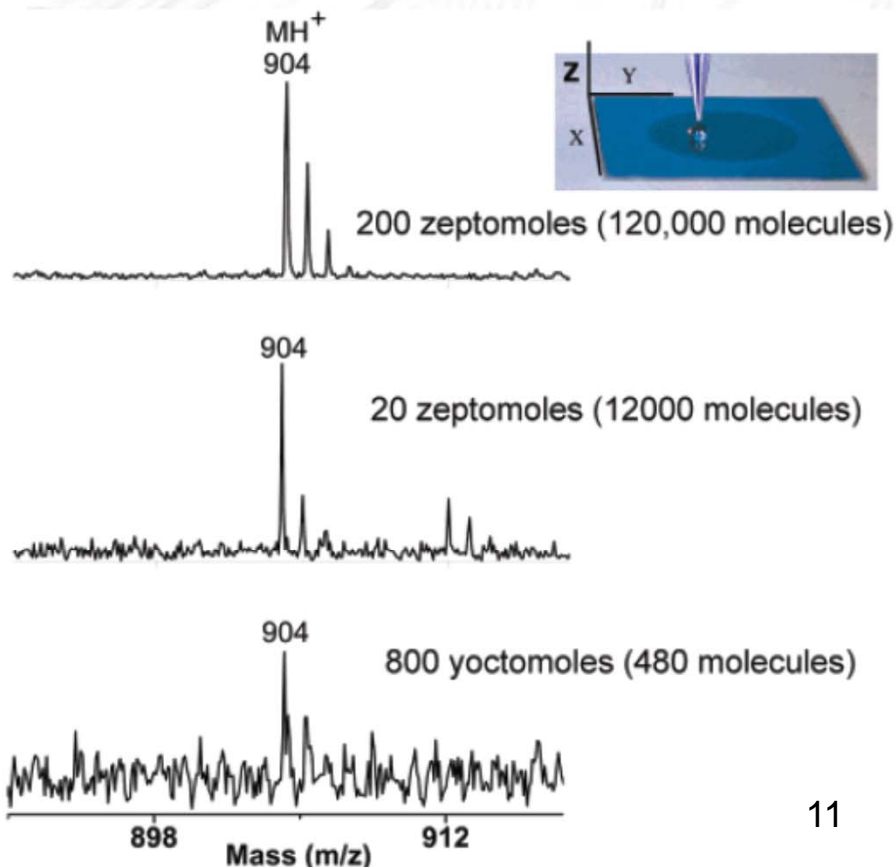 MH+
904
Z
Y
X
200 zeptomoles (120,000 molecules)
904
20 zeptomoles (12000 molecules)
904
800 yoctomoles (480 molecules)
898
912
Mass (m/z)
11